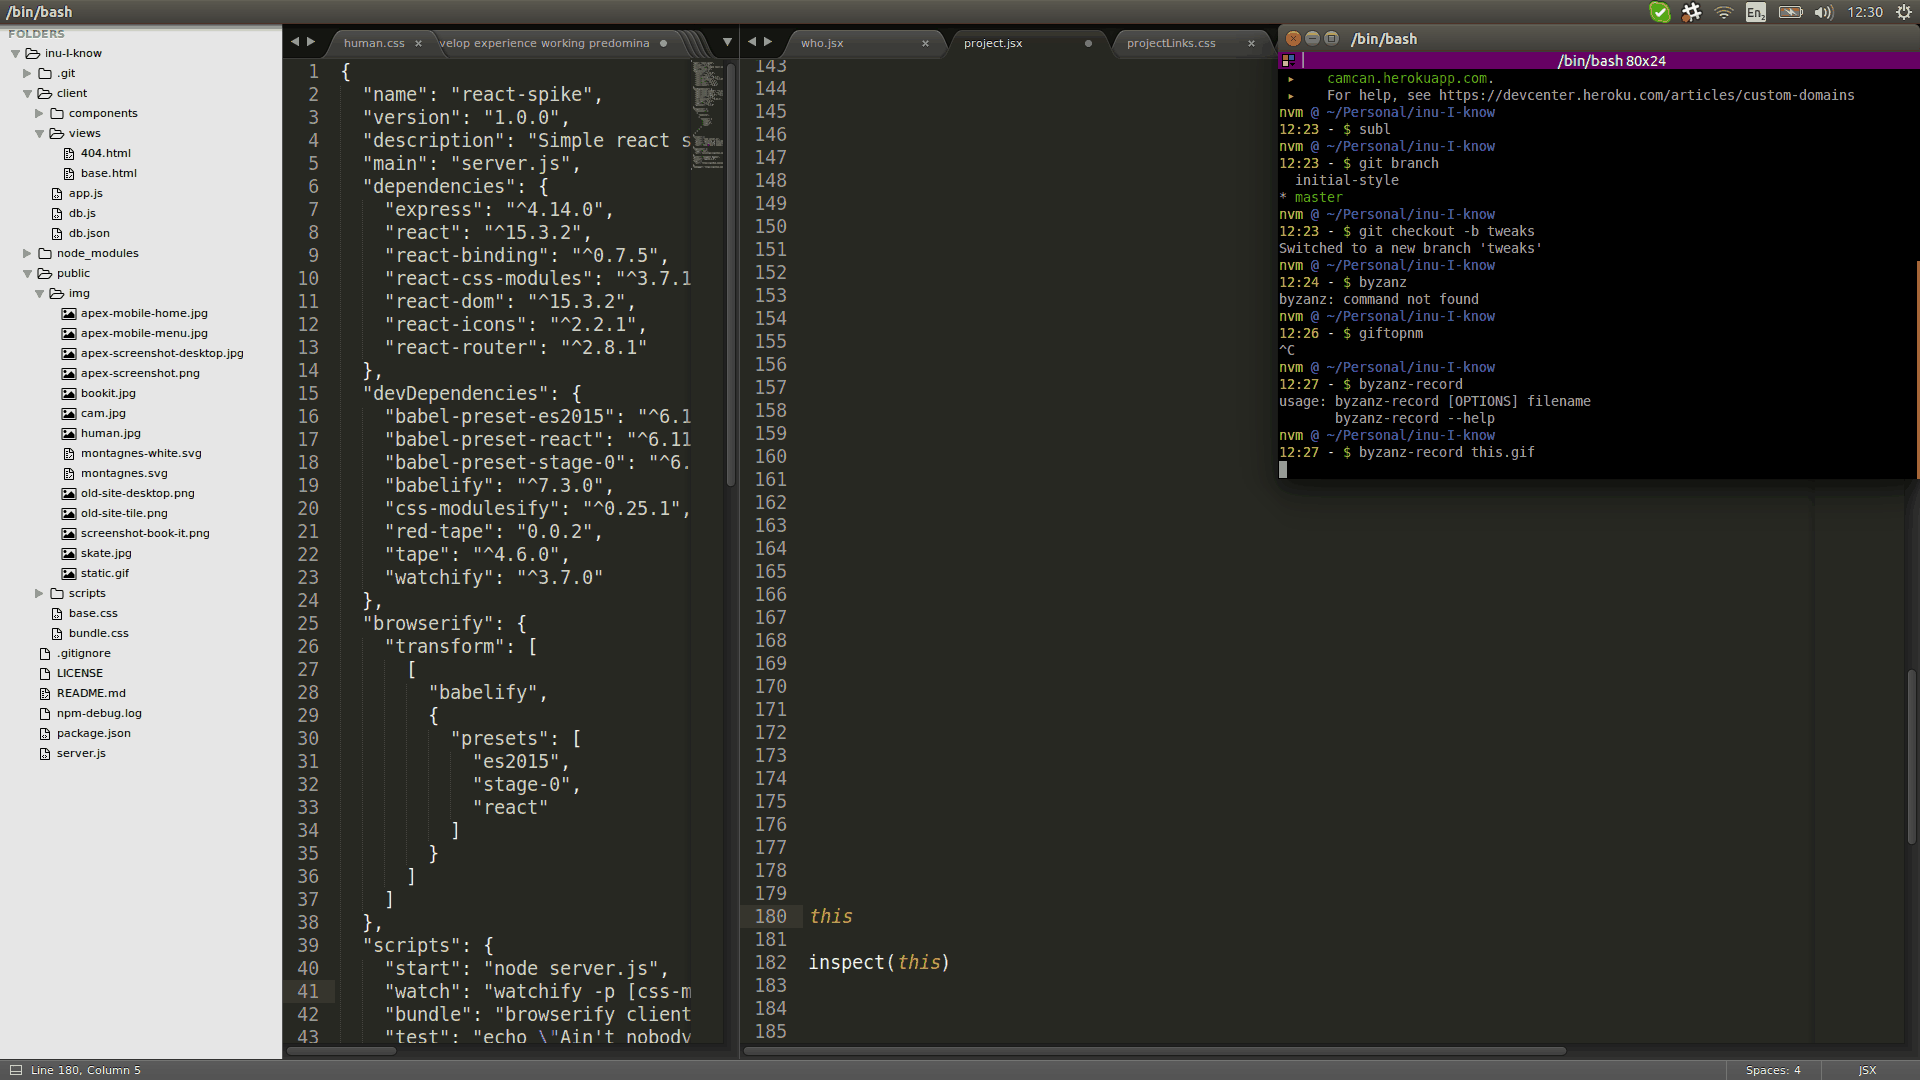 /bin/bash
En2
12:30
FOLDERS
inu-I-know
.git
client
components
views
404.html
base.html
app.js
db.js
db.json
node_modules
public
img
apex-mobile-home.jpg
apex-mobile-menu.jpg
apex-screenshot-desktop.jpg
apex-screenshot.png
bookit.jpg
cam.jpg
human.jpg
montagnes-white.svg
montagnes.svg
old-site-desktop.png
old-site-tile.png
screenshot-book-it.png
skate.jpg
static.gif
scripts
base.css
bundle.css
.gitignore
LICENSE
README.md
npm-debug.log
package.json
server.js
human.css
velop experience working predomina
1 {
2 "name": "react-spike",
3 "version": "1.0.0",
4 "description": "Simple react s
5 "main": "server.js",
6 "dependencies": {
7 "express": "^4.14.0",
8 "react": "^15.3.2",
9 "react-binding": "^0.7.5",
10 "react-css-modules": "^3.7.1
11 "react-dom": "^15.3.2",
12 "react-icons": "^2.2.1",
13 "react-router": "^2.8.1"
14 },
15 "devDependencies": {
16 "babel-preset-es2015": "^6.1
17 "babel-preset-react": "^6.11
18 "babel-preset-stage-0": "^6.
19 "babelify": "^7.3.0",
20 "css-modulesify": "^0.25.1",
21 "red-tape": "0.0.2",
22 "tape": "^4.6.0",
23 "watchify": "^3.7.0"
24 },
25 "browserify": {
26 "transform": [
27 [
28 "babelify",
29 {
30 "presets": [
31 "es2015",
32 "stage-0",
33 "react"
34 ]
35 }
36 ]
37 ]
38 },
39 "scripts": {
40 "start": "node server.js",
41 "watch": "watchify -p [css-m
42 "bundle": "browserify client
43 "test": "echo \"Ain't nobody
who.jsx
project.jsx
projectLinks.css
143
144
145
146
147
148
149
150
151
152
153
154
155
156
157
158
159
160
161
162
163
164
165
166
167
168
169
170
171
172
173
174
175
176
177
178
179
180 this
181
182 inspect(this)
183
184
185
/bin/bash
/bin/bash 80x24
camcan.herokuapp.com.
For help, see https://devcenter.heroku.com/articles/custom-domains
nvm @ ~/Personal/inu-I-know
12:23 - $ subl
nvm @ ~/Personal/inu-I-know
12:23 - $ git branch
initial-style
* master
nvm @ ~/Personal/inu-I-know
12:23 - $ git checkout -b tweaks
Switched to a new branch 'tweaks'
nvm @ ~/Personal/inu-I-know
12:24 - $ byzanz
byzanz: command not found
nvm @ ~/Personal/inu-I-know
12:26 - $ giftopnm
^C
nvm @ ~/Personal/inu-I-know
12:27 - $ byzanz-record
usage: byzanz-record [OPTIONS] filename
byzanz-record --help
nvm @ ~/Personal/inu-I-know
12:27 - $ byzanz-record this.gif
Line 180, Column 5
Spaces: 4
JSX